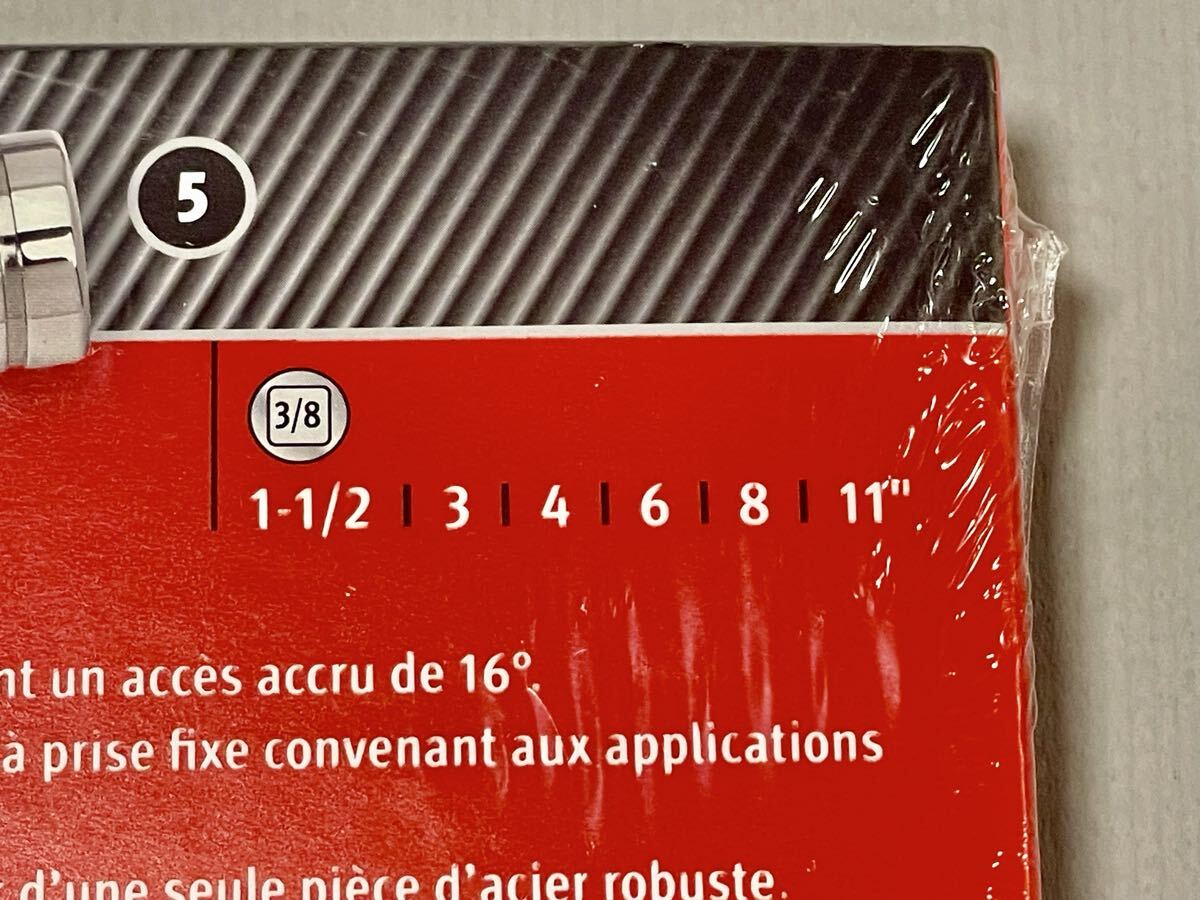 5
3/8
1-1/2 | 3 | 4 | 6 | 8 | 11"
un accès accru de 16°.
à prise fixe convenant aux applications
d'une seule pièce d'acier robuste.